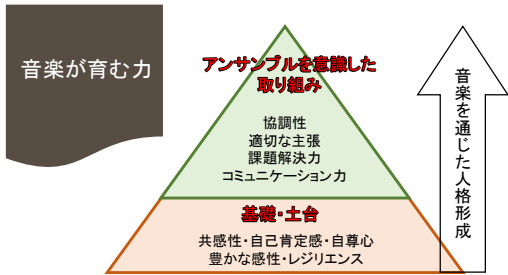 音楽が育む力
アンサンブルを意識した
取り組み
協調性
適切な主張
課題解決力
コミュニケーション力
基礎・土台
共感性・自己肯定感・自尊心
豊かな感性・レジリエンス
音楽を通じた人格形成